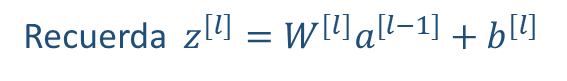 Recuerda z^[l] = W^[l]a^[l−1] + b^[l]